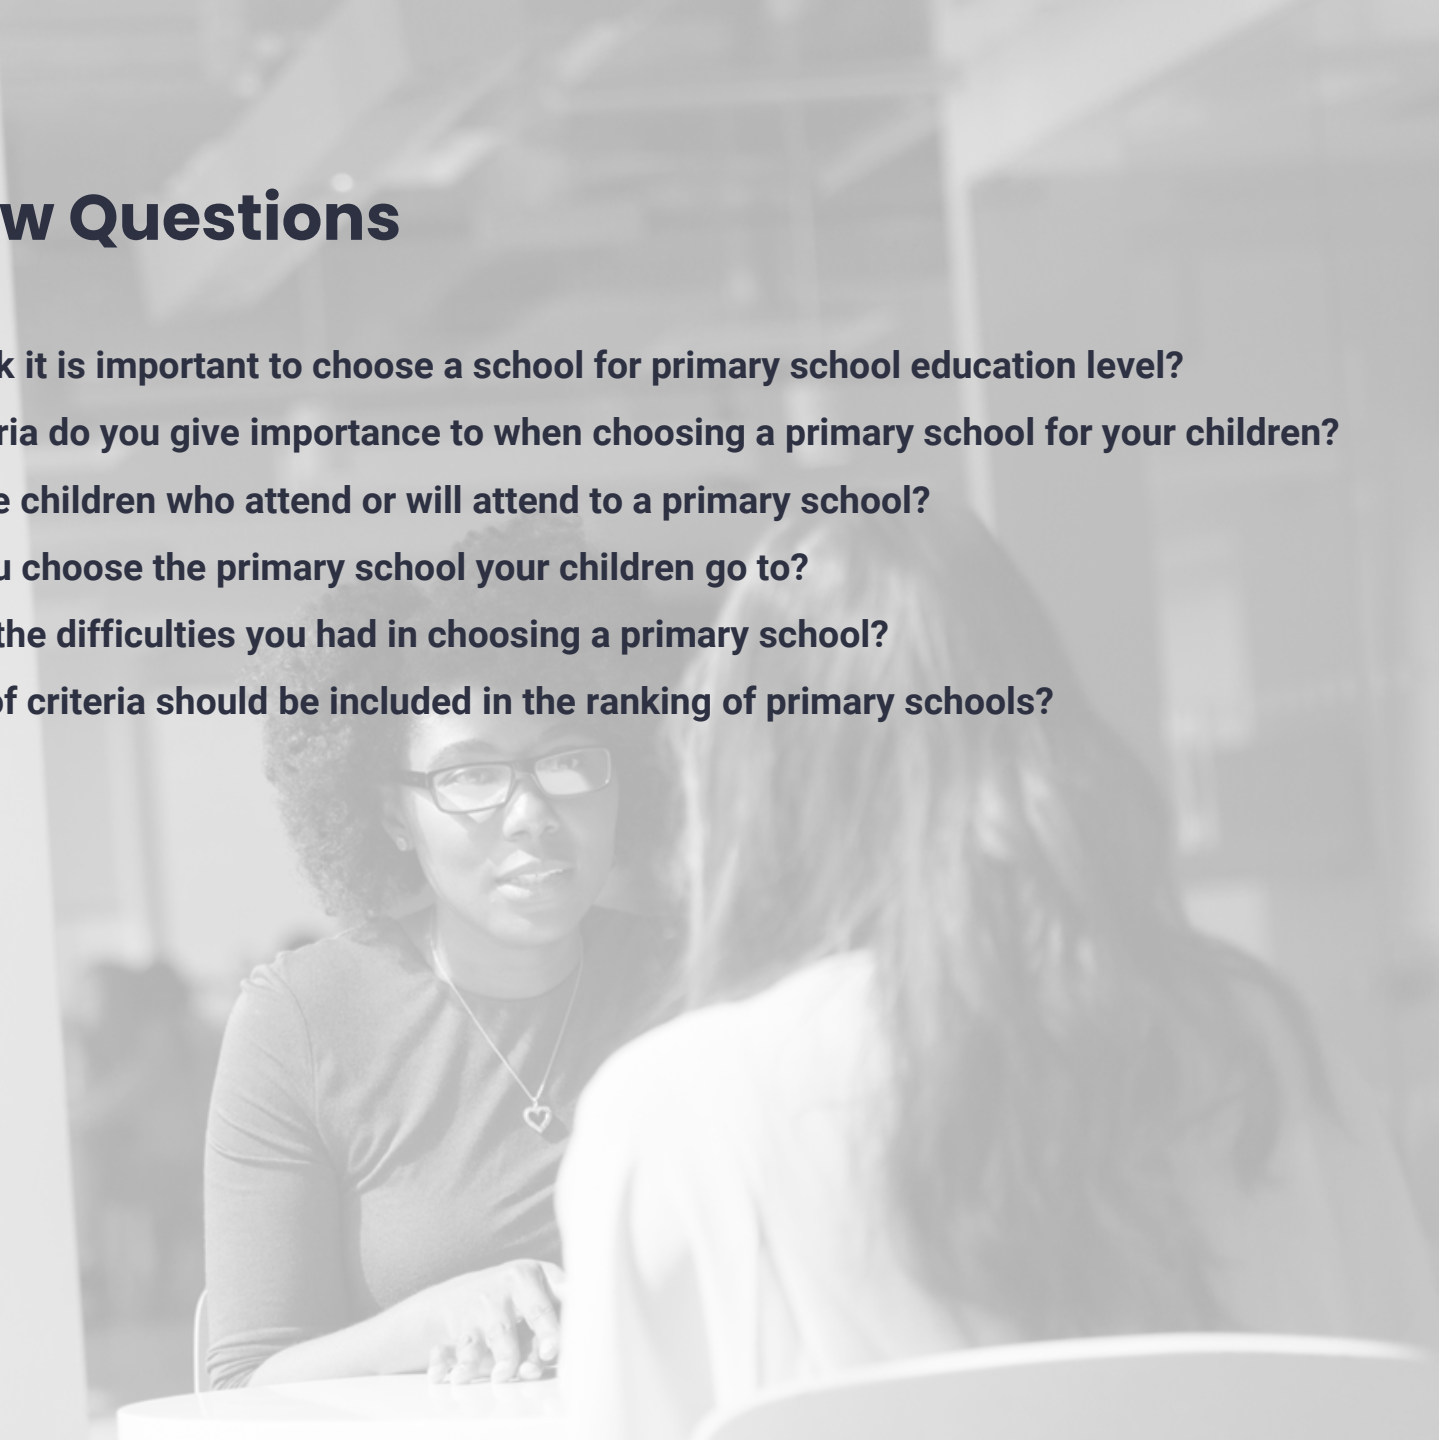 w Questions
k it is important to choose a school for primary school education level?
ria do you give importance to when choosing a primary school for your children?
e children who attend or will attend to a primary school?
u choose the primary school your children go to?
the difficulties you had in choosing a primary school?
of criteria should be included in the ranking of primary schools?